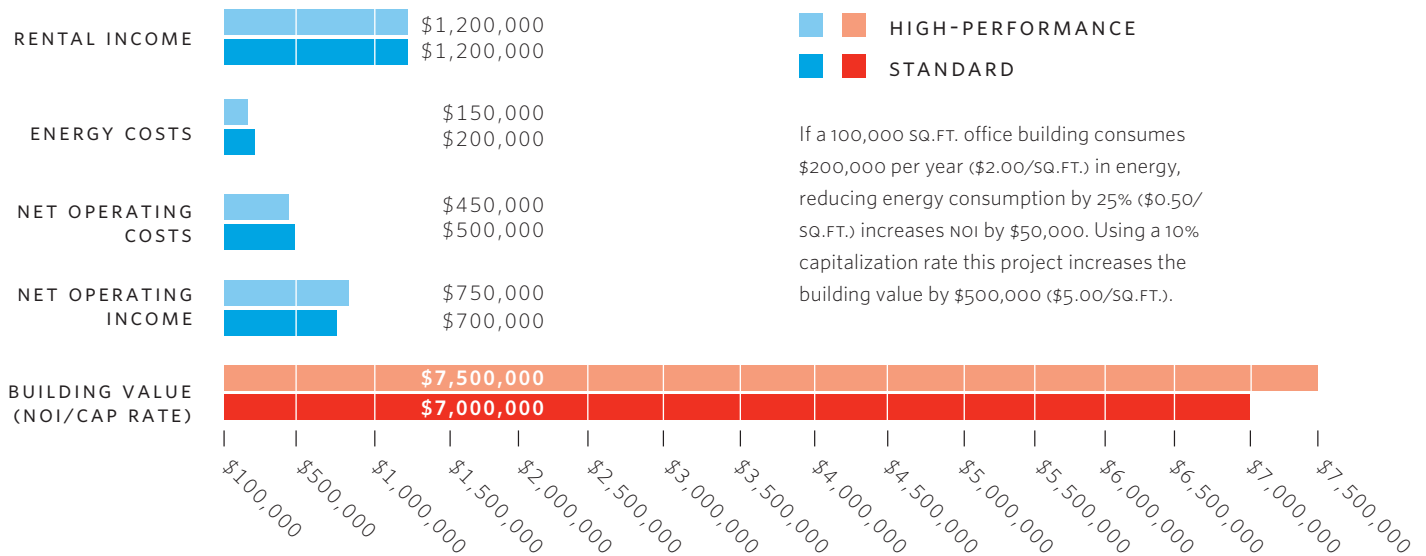 RENTAL INCOME
$1,200,000
$1,200,000
ENERGY COSTS
$150,000
$200,000
NET OPERATING
COSTS
$450,000
$500,000
NET OPERATING
INCOME
$750,000
$700,000
BUILDING VALUE
(NOI/CAP RATE)
$7,500,000
$7,000,000
$100,000
$500,000
$1,000,000
$1,500,000
$2,000,000
$2,500,000
$3,000,000
$3,500,000
$4,000,000
$4,500,000
$5,000,000
$5,500,000
$6,000,000
$6,500,000
$7,000,000
$7,500,000
HIGH-PERFORMANCE
STANDARD
If a 100,000 SQ.FT. office building consumes
$200,000 per year ($2.00/SQ.FT.) in energy,
reducing energy consumption by 25% ($0.50/
SQ.FT.) increases NOI by $50,000. Using a 10%
capitalization rate this project increases the
building value by $500,000 ($5.00/SQ.FT.).